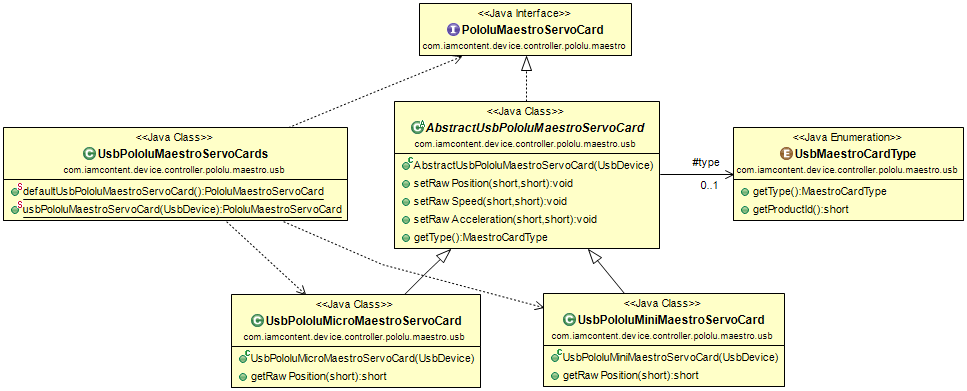 <<Java Interface>>
PololuMaestroServoCard
com.iamcontent.device.controller.pololu.maestro
<<Java Class>>
AbstractUsbPololuMaestroServoCard
com.iamcontent.device.controller.pololu.maestro.usb
AbstractUsbPololuMaestroServoCard(UsbDevice)
setRawPosition(short,short):void
setRawSpeed(short,short):void
setRawAcceleration(short,short):void
getType():MaestroCardType
<<Java Class>>
UsbPololuMaestroServoCards
com.iamcontent.device.controller.pololu.maestro.usb
defaultUsbPololuMaestroServoCard():PololuMaestroServoCard
usbPololuMaestroServoCard(UsbDevice):PololuMaestroServoCard
#type
0..1
<<Java Enumeration>>
UsbMaestroCardType
com.iamcontent.device.controller.pololu.maestro.usb
getType():MaestroCardType
getProductId():short
<<Java Class>>
UsbPololuMicroMaestroServoCard
com.iamcontent.device.controller.pololu.maestro.usb
UsbPololuMicroMaestroServoCard(UsbDevice)
getRawPosition(short):short
<<Java Class>>
UsbPololuMiniMaestroServoCard
com.iamcontent.device.controller.pololu.maestro.usb
UsbPololuMiniMaestroServoCard(UsbDevice)
getRawPosition(short):short